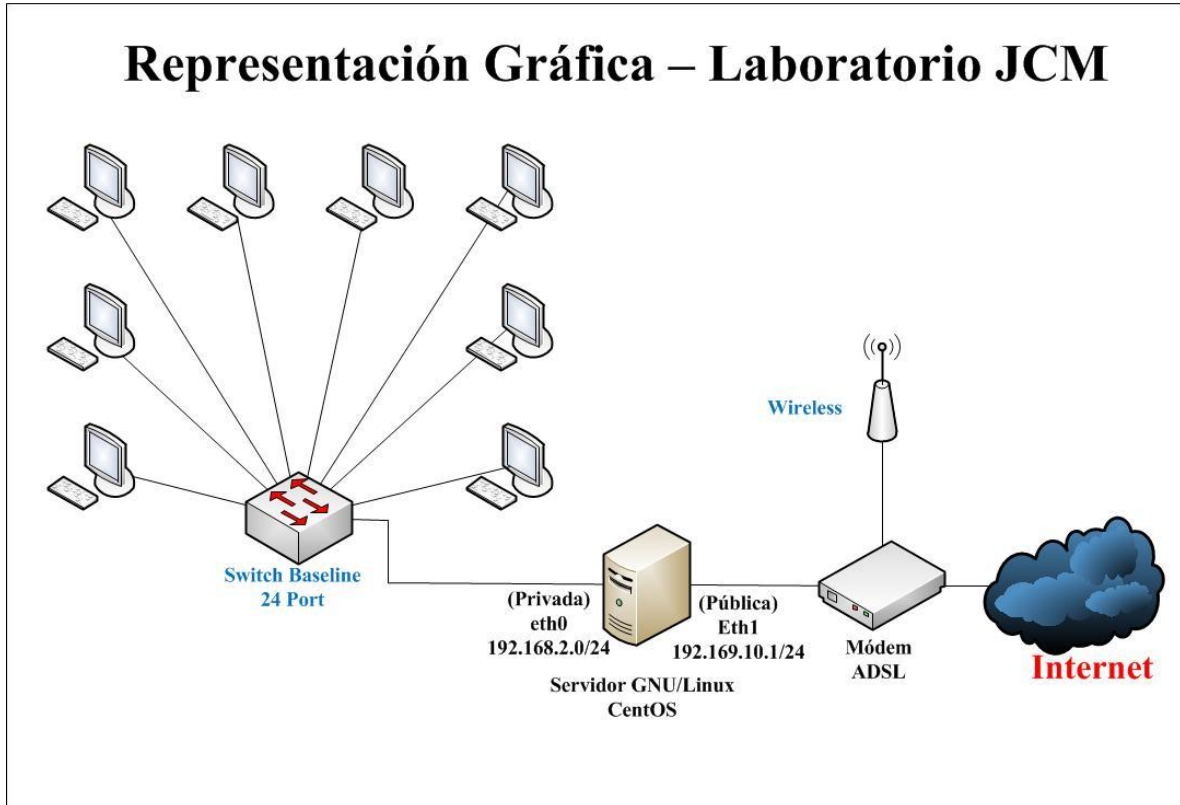 Representación Gráfica – Laboratorio JCM
Wireless
Switch Baseline
24 Port
(Privada)
eth0
192.168.2.0/24
(Pública)
Eth1
192.169.10.1/24
Servidor GNU/Linux
CentOS
Módem
ADSL
Internet